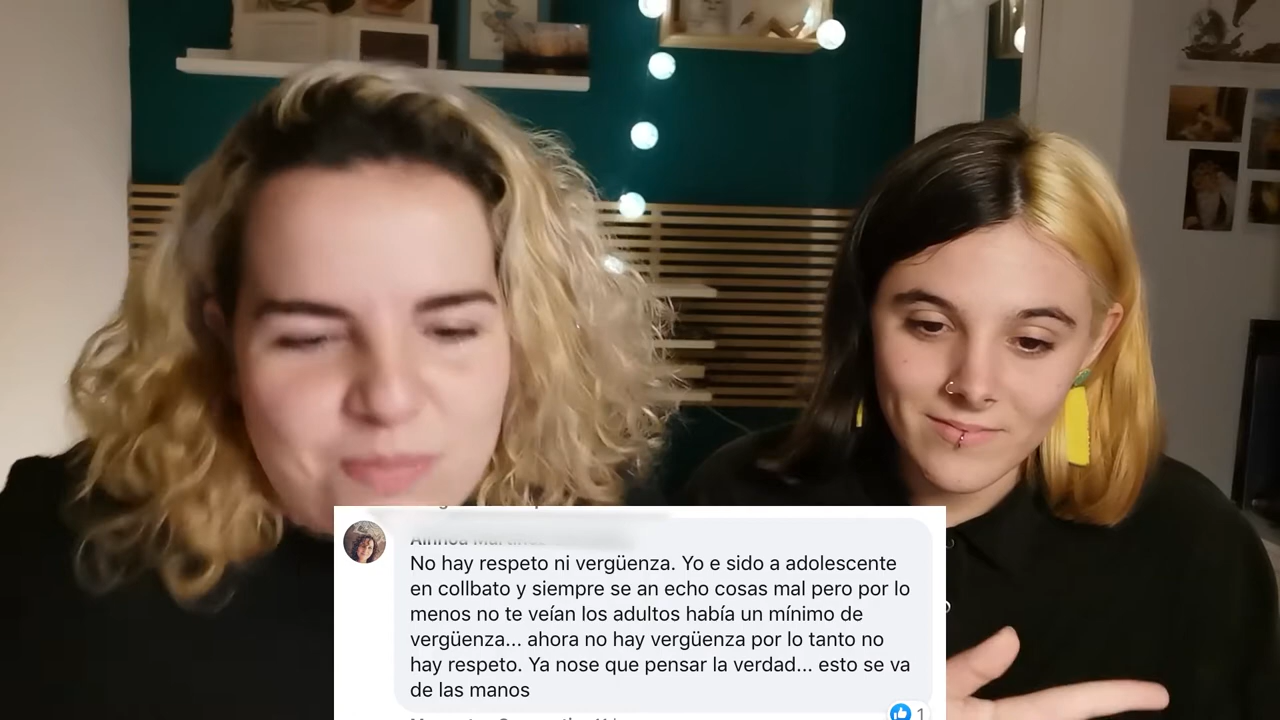 No hay respeto ni vergüenza. Yo e sido a adolescente
en collbato y siempre se an echo cosas mal pero por lo
menos no te veían los adultos había un mínimo de
vergüenza... ahora no hay vergüenza por lo tanto no
hay respeto. Ya nose que pensar la verdad... esto se va
de las manos
1